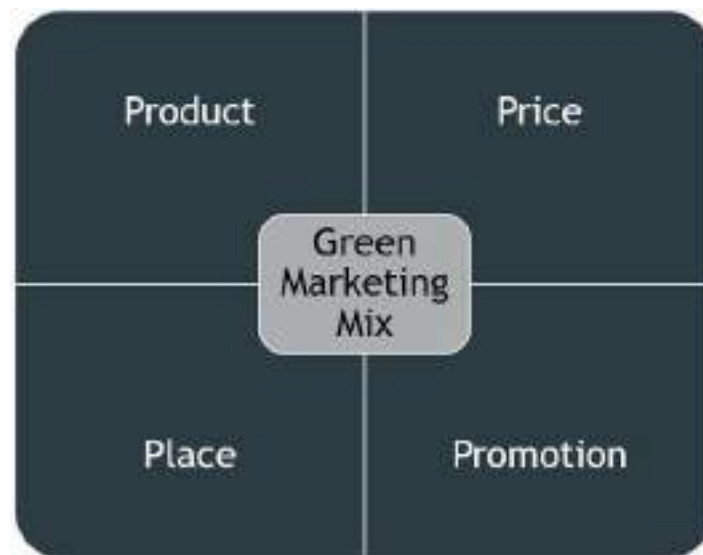 Product
Price
Green
Marketing
Mix
Place
Promotion